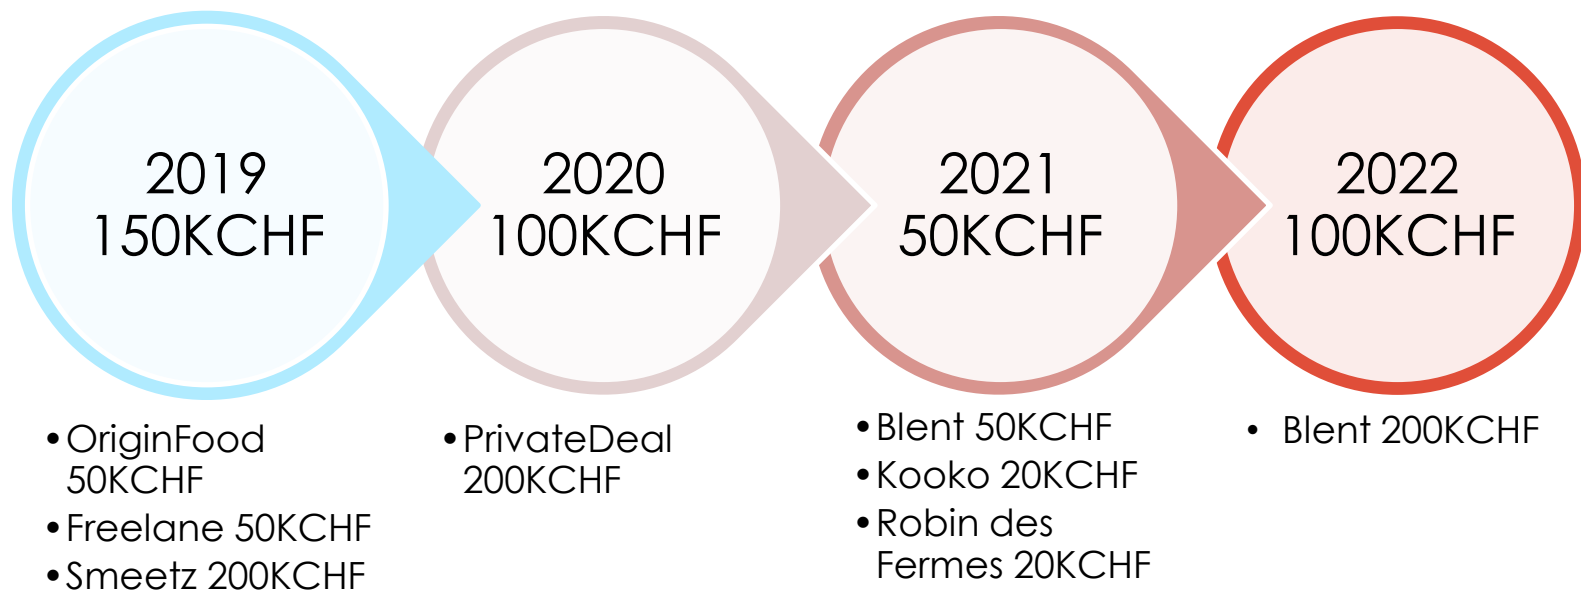 2019
150KCHF
2020
100KCHF
2021
50KCHF
2022
100KCHF
•OriginFood
50KCHF
•Freelane 50KCHF
•Smeetz 200KCHF
•PrivateDeal
200KCHF
•Blent 50KCHF
•Kooko 20KCHF
•Robin des
Fermes 20KCHF
• Blent 200KCHF